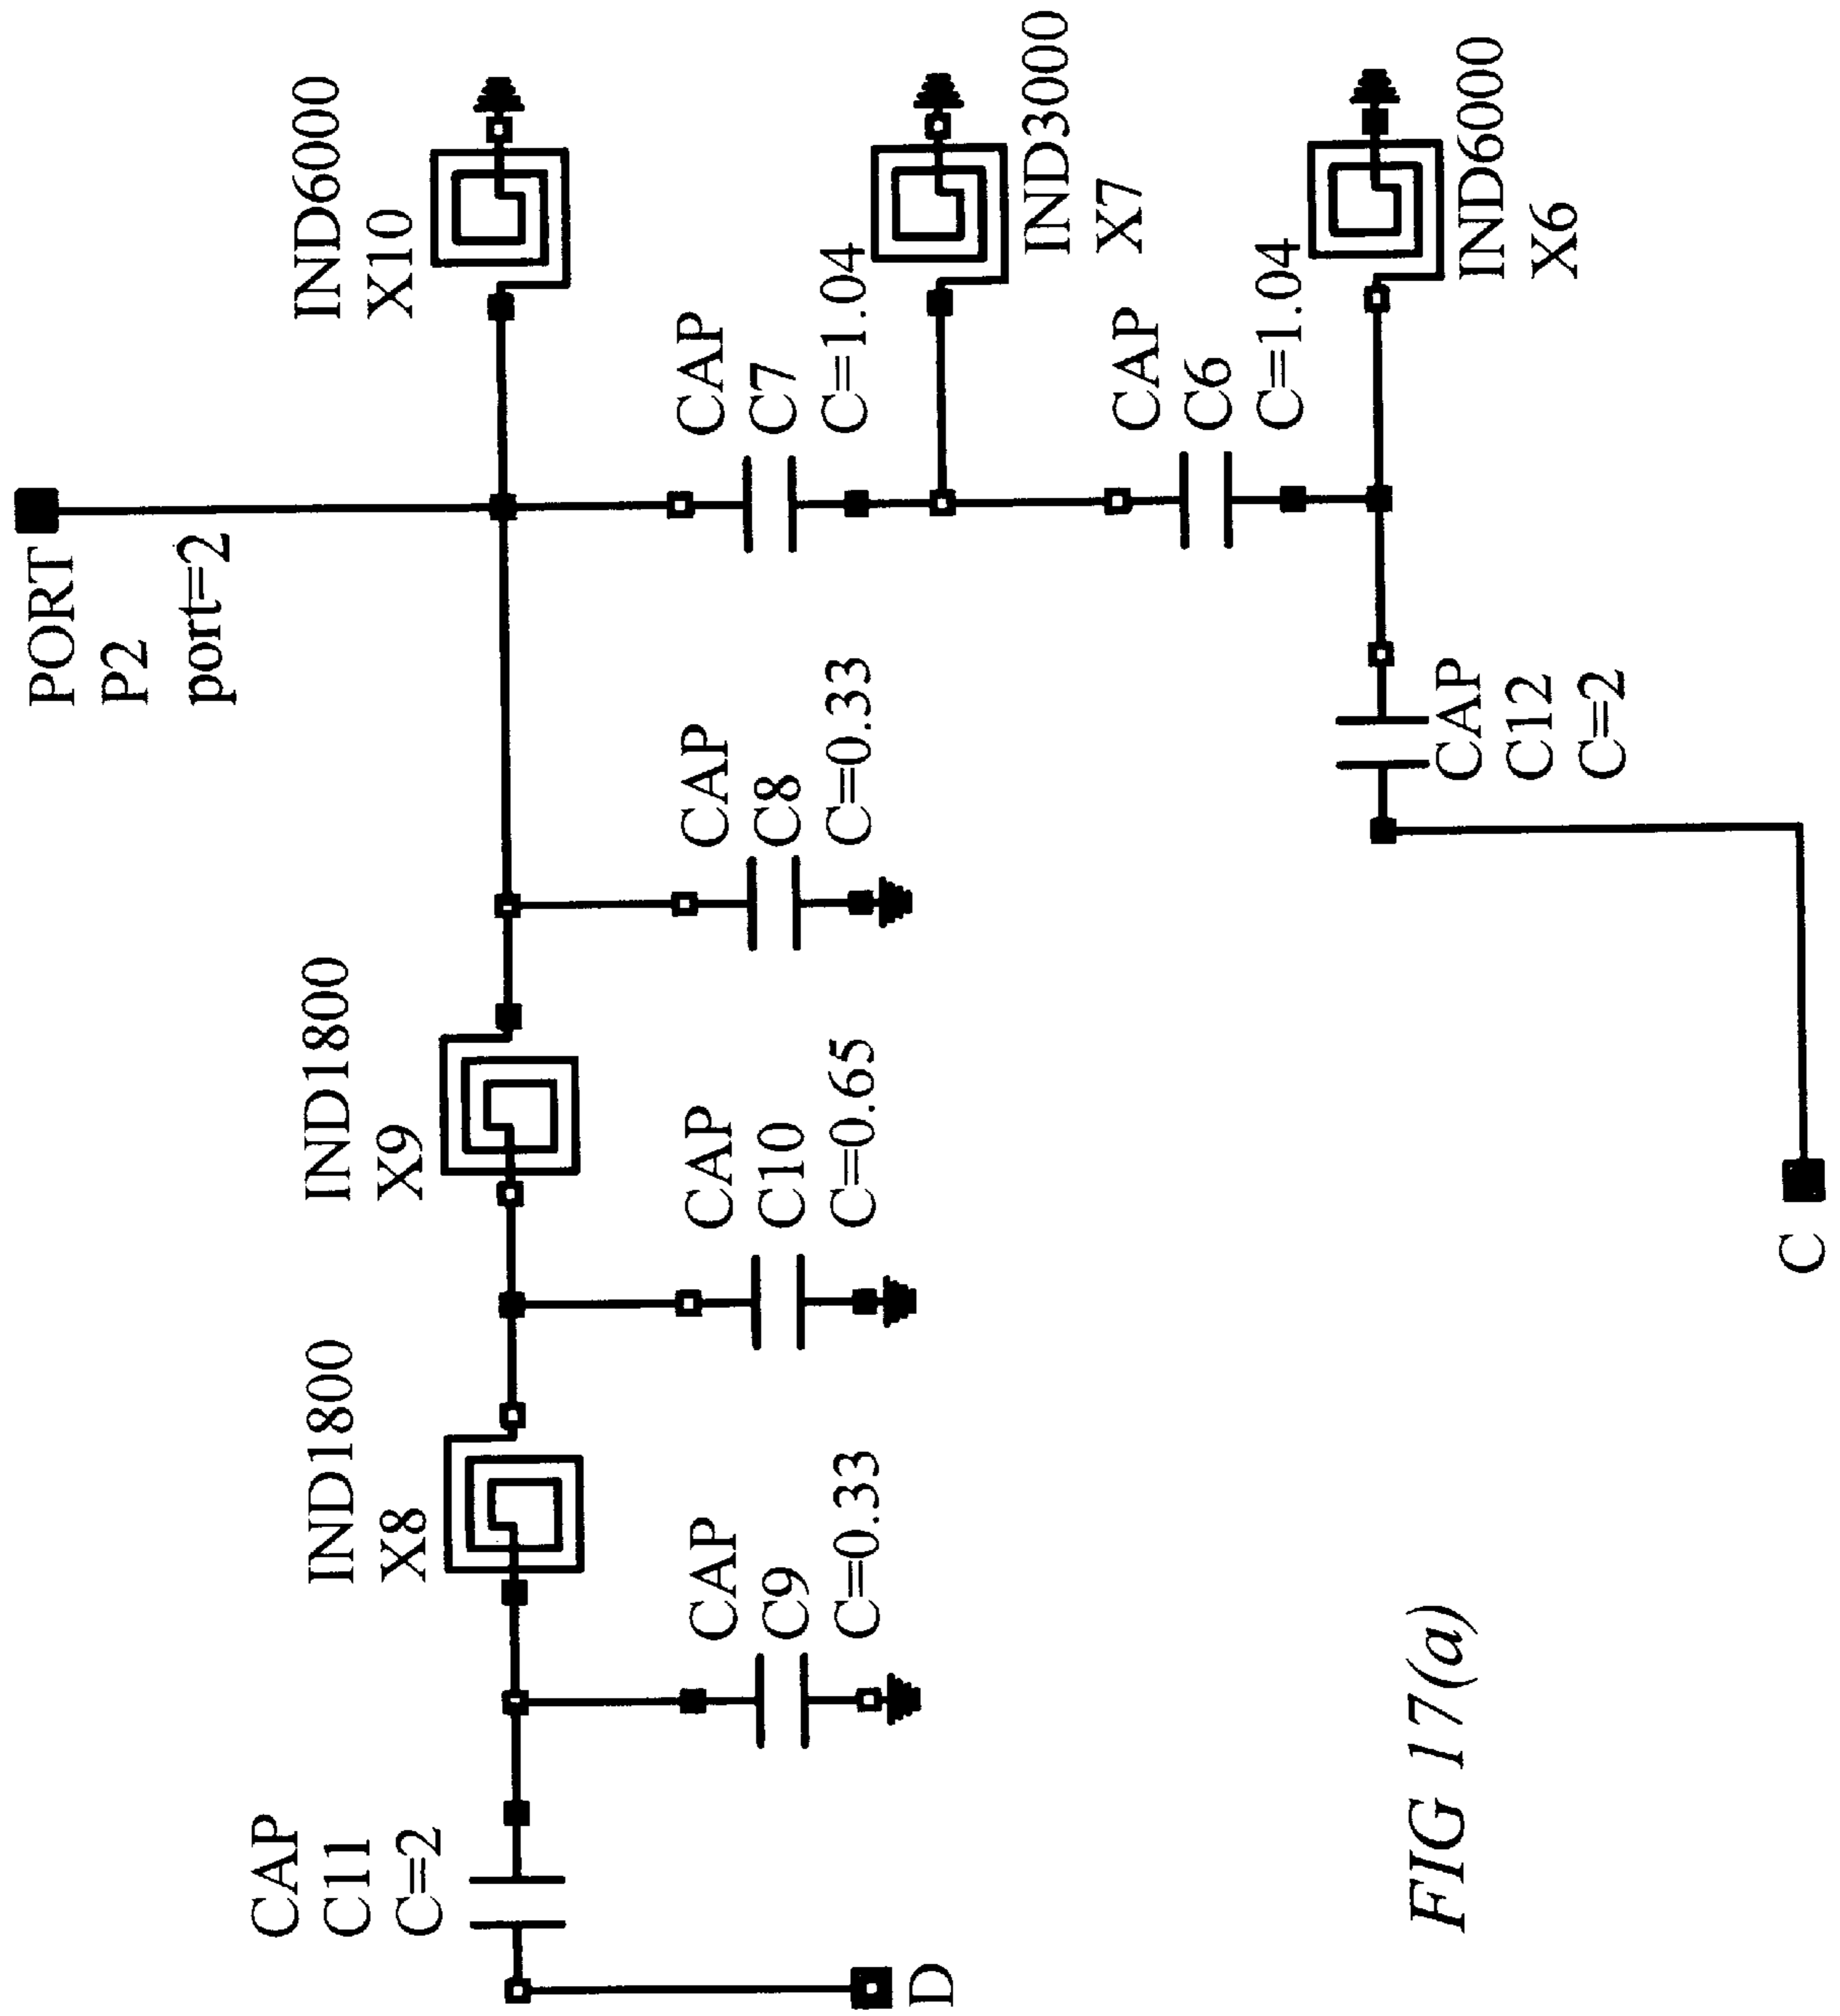 PORT
P2
port=2
IND6000
X10
CAP
C7
C=1.04
IND3000
X7
CAP
C6
C=1.04
IND6000
X6
CAP
C12
C=2
CAP
C8
C=0.33
IND1800
X9
CAP
C10
C=0.65
IND1800
X8
CAP
C9
C=0.33
CAP
C11
C=2
D
C
FIG 17(a)